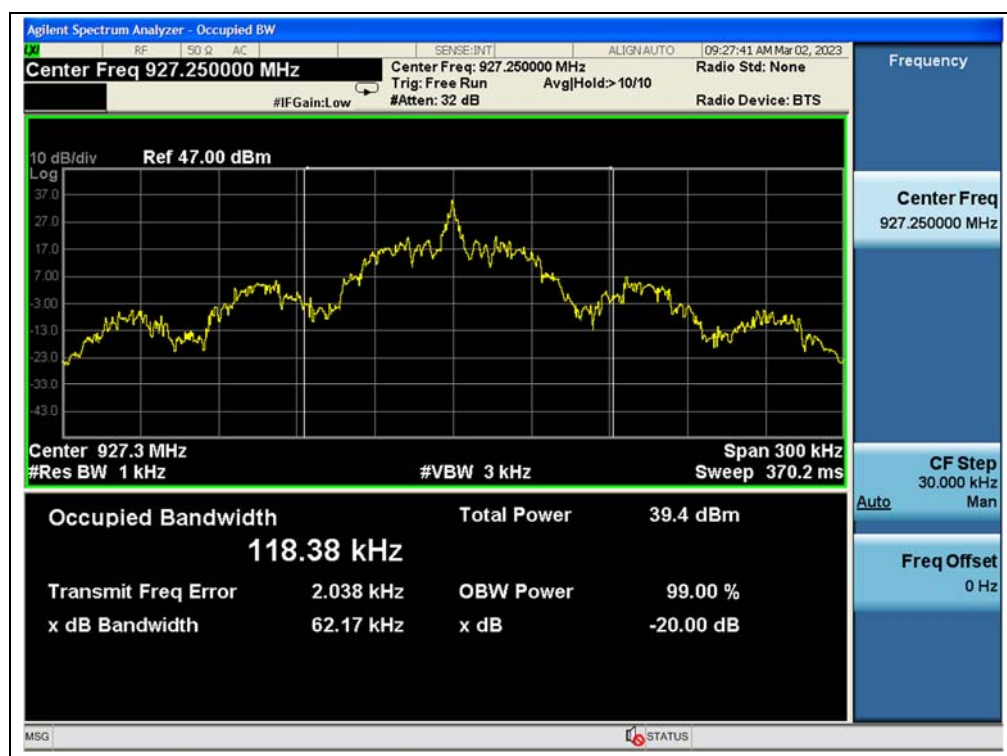 Agilent Spectrum Analyzer - Occupied BW
LXI RF 50 Ω AC SENSE:INT ALIGN AUTO 09:27:41 AM Mar 02, 2023
Center Freq 927.250000 MHz Center Freq: 927.250000 MHz Radio Std: None
Trig: Free Run Avg|Hold:> 10/10
#IFGain:Low #Atten: 32 dB Radio Device: BTS
10 dB/div Ref 47.00 dBm
Log
37.0
27.0
17.0
7.00
-3.00
-13.0
-23.0
-33.0
-43.0
Center 927.3 MHz Span 300 kHz
#Res BW 1 kHz #VBW 3 kHz Sweep 370.2 ms
Occupied Bandwidth Total Power 39.4 dBm
118.38 kHz
Transmit Freq Error 2.038 kHz OBW Power 99.00 %
x dB Bandwidth 62.17 kHz x dB -20.00 dB
MSG STATUS
Frequency
Center Freq
927.250000 MHz
CF Step
30.000 kHz
Auto Man
Freq Offset
0 Hz